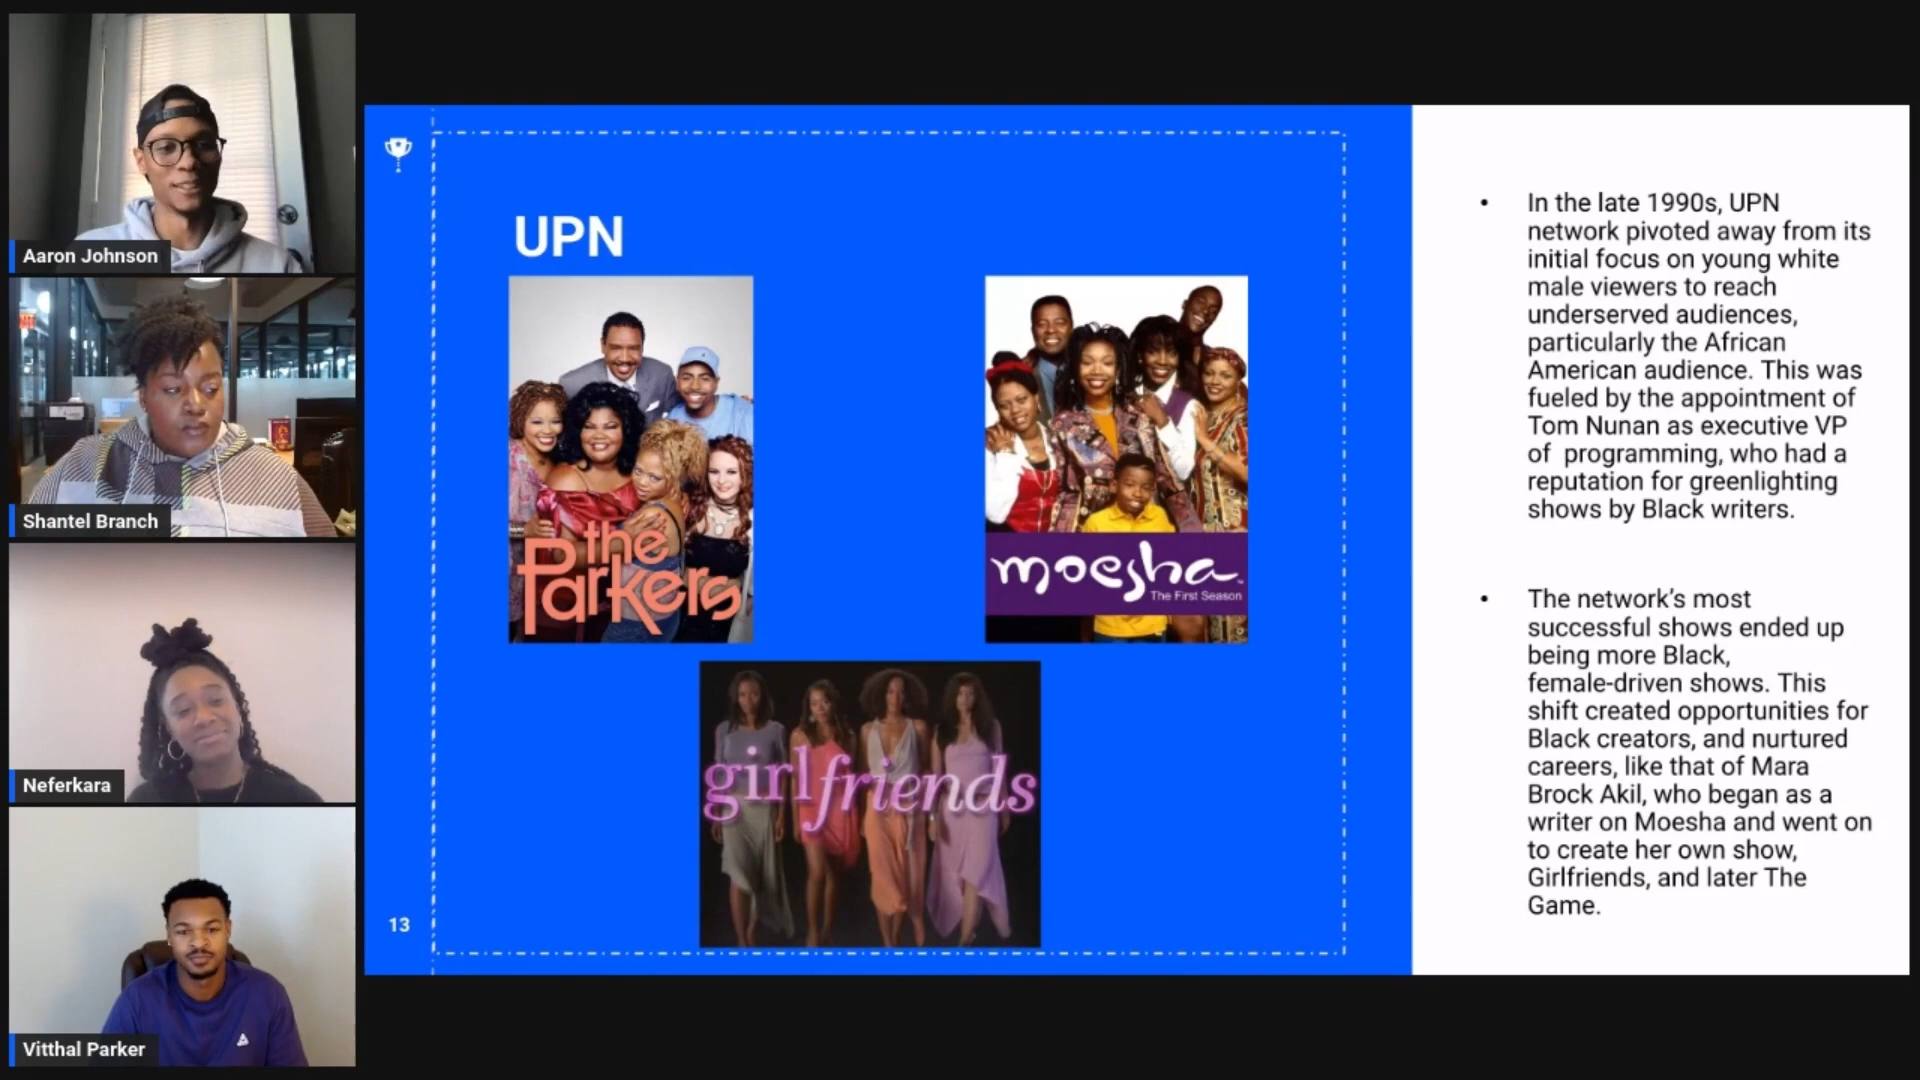 Aaron Johnson
Shantel Branch
Neferkara
Vitthal Parker
UPN
the
Parkers
moesha
The First Season
girlfriends
13
• In the late 1990s, UPN
network pivoted away from its
initial focus on young white
male viewers to reach
underserved audiences,
particularly the African
American audience. This was
fueled by the appointment of
Tom Nunan as executive VP
of programming, who had a
reputation for greenlighting
shows by Black writers.
• The network’s most
successful shows ended up
being more Black,
female-driven shows. This
shift created opportunities for
Black creators, and nurtured
careers, like that of Mara
Brock Akil, who began as a
writer on Moesha and went on
to create her own show,
Girlfriends, and later The
Game.